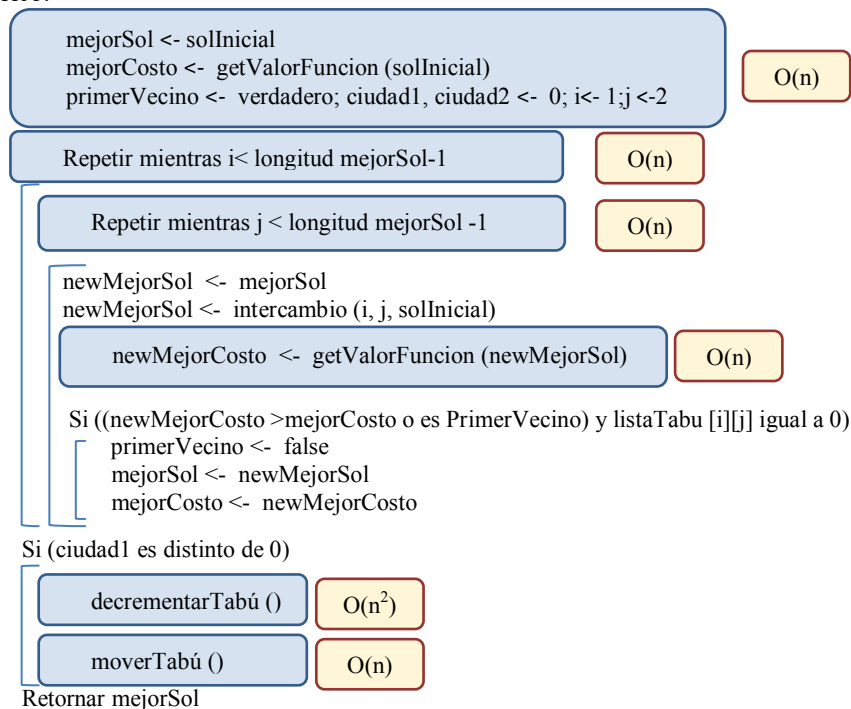 mejorSol <- solInicial
mejorCosto <- getValorFuncion (solInicial)
primerVecino <- verdadero; ciudad1, ciudad2 <- 0; i<- 1;j <-2
O(n)
Repetir mientras i< longitud mejorSol-1
O(n)
Repetir mientras j < longitud mejorSol -1
O(n)
newMejorSol <- mejorSol
newMejorSol <- intercambio (i, j, solInicial)
newMejorCosto <- getValorFuncion (newMejorSol)
O(n)
Si ((newMejorCosto >mejorCosto o es PrimerVecino) y listaTabu [i][j] igual a 0)
primerVecino <- false
mejorSol <- newMejorSol
mejorCosto <- newMejorCosto
Si (ciudad1 es distinto de 0)
decrementarTabú ()
O(n²)
moverTabú ()
O(n)
Retornar mejorSol